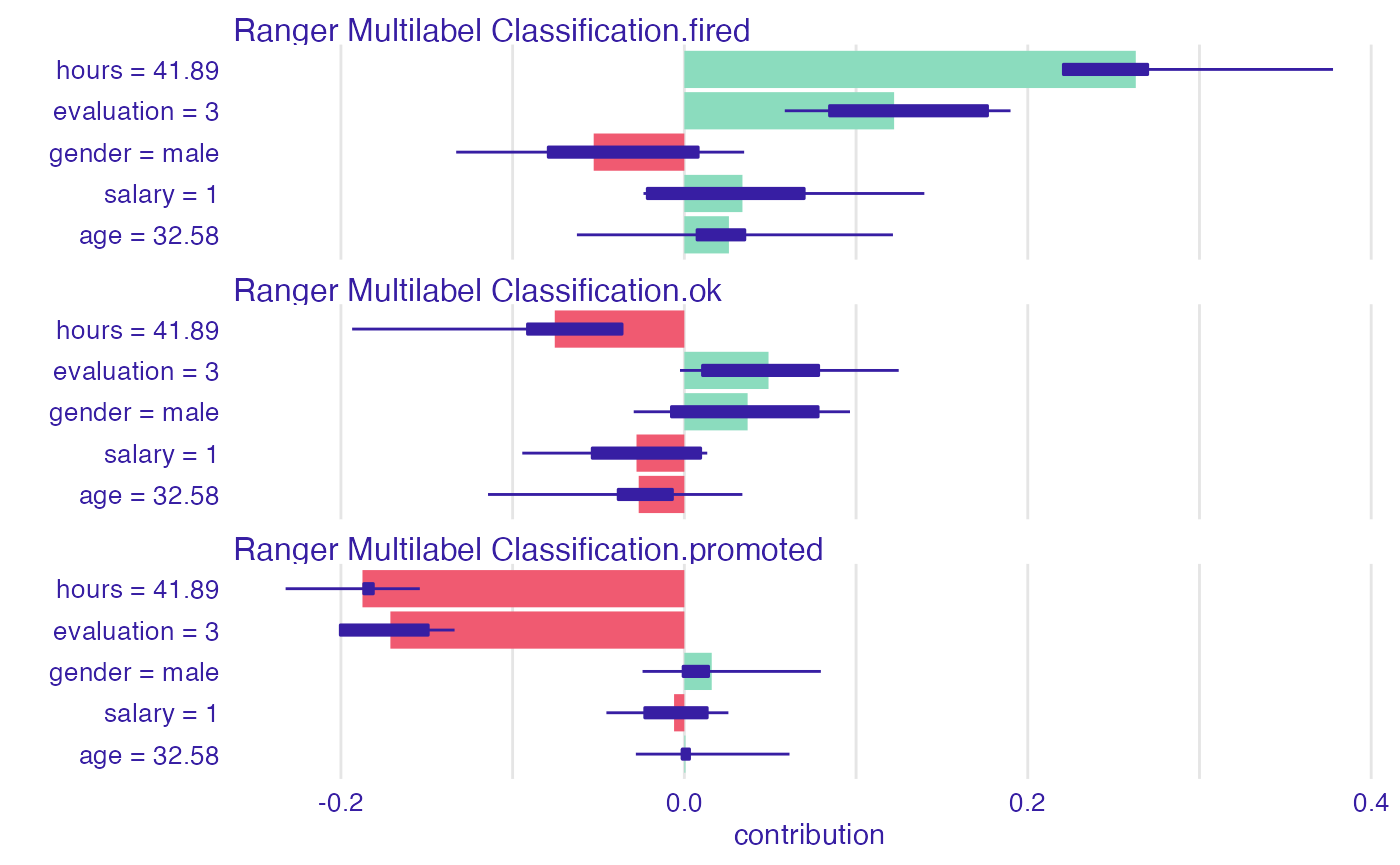 Ranger Multilabel Classification.fired
hours = 41.89
evaluation = 3
gender = male
salary = 1
age = 32.58
Ranger Multilabel Classification.ok
hours = 41.89
evaluation = 3
gender = male
salary = 1
age = 32.58
Ranger Multilabel Classification.promoted
hours = 41.89
evaluation = 3
gender = male
salary = 1
age = 32.58
-0.2 0.0 0.2 0.4
contribution